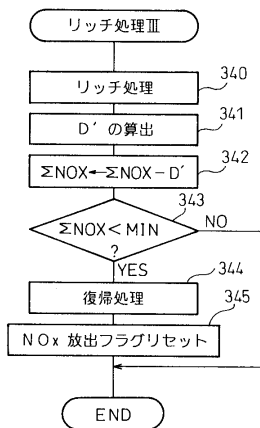 リッチ処理Ⅲ
リッチ処理
340
D´の算出
341
ΣNOX←ΣNOX－D´
342
ΣNOX＜MIN
?
343
NO
YES
344
復帰処理
345
NOx 放出フラグリセット
END